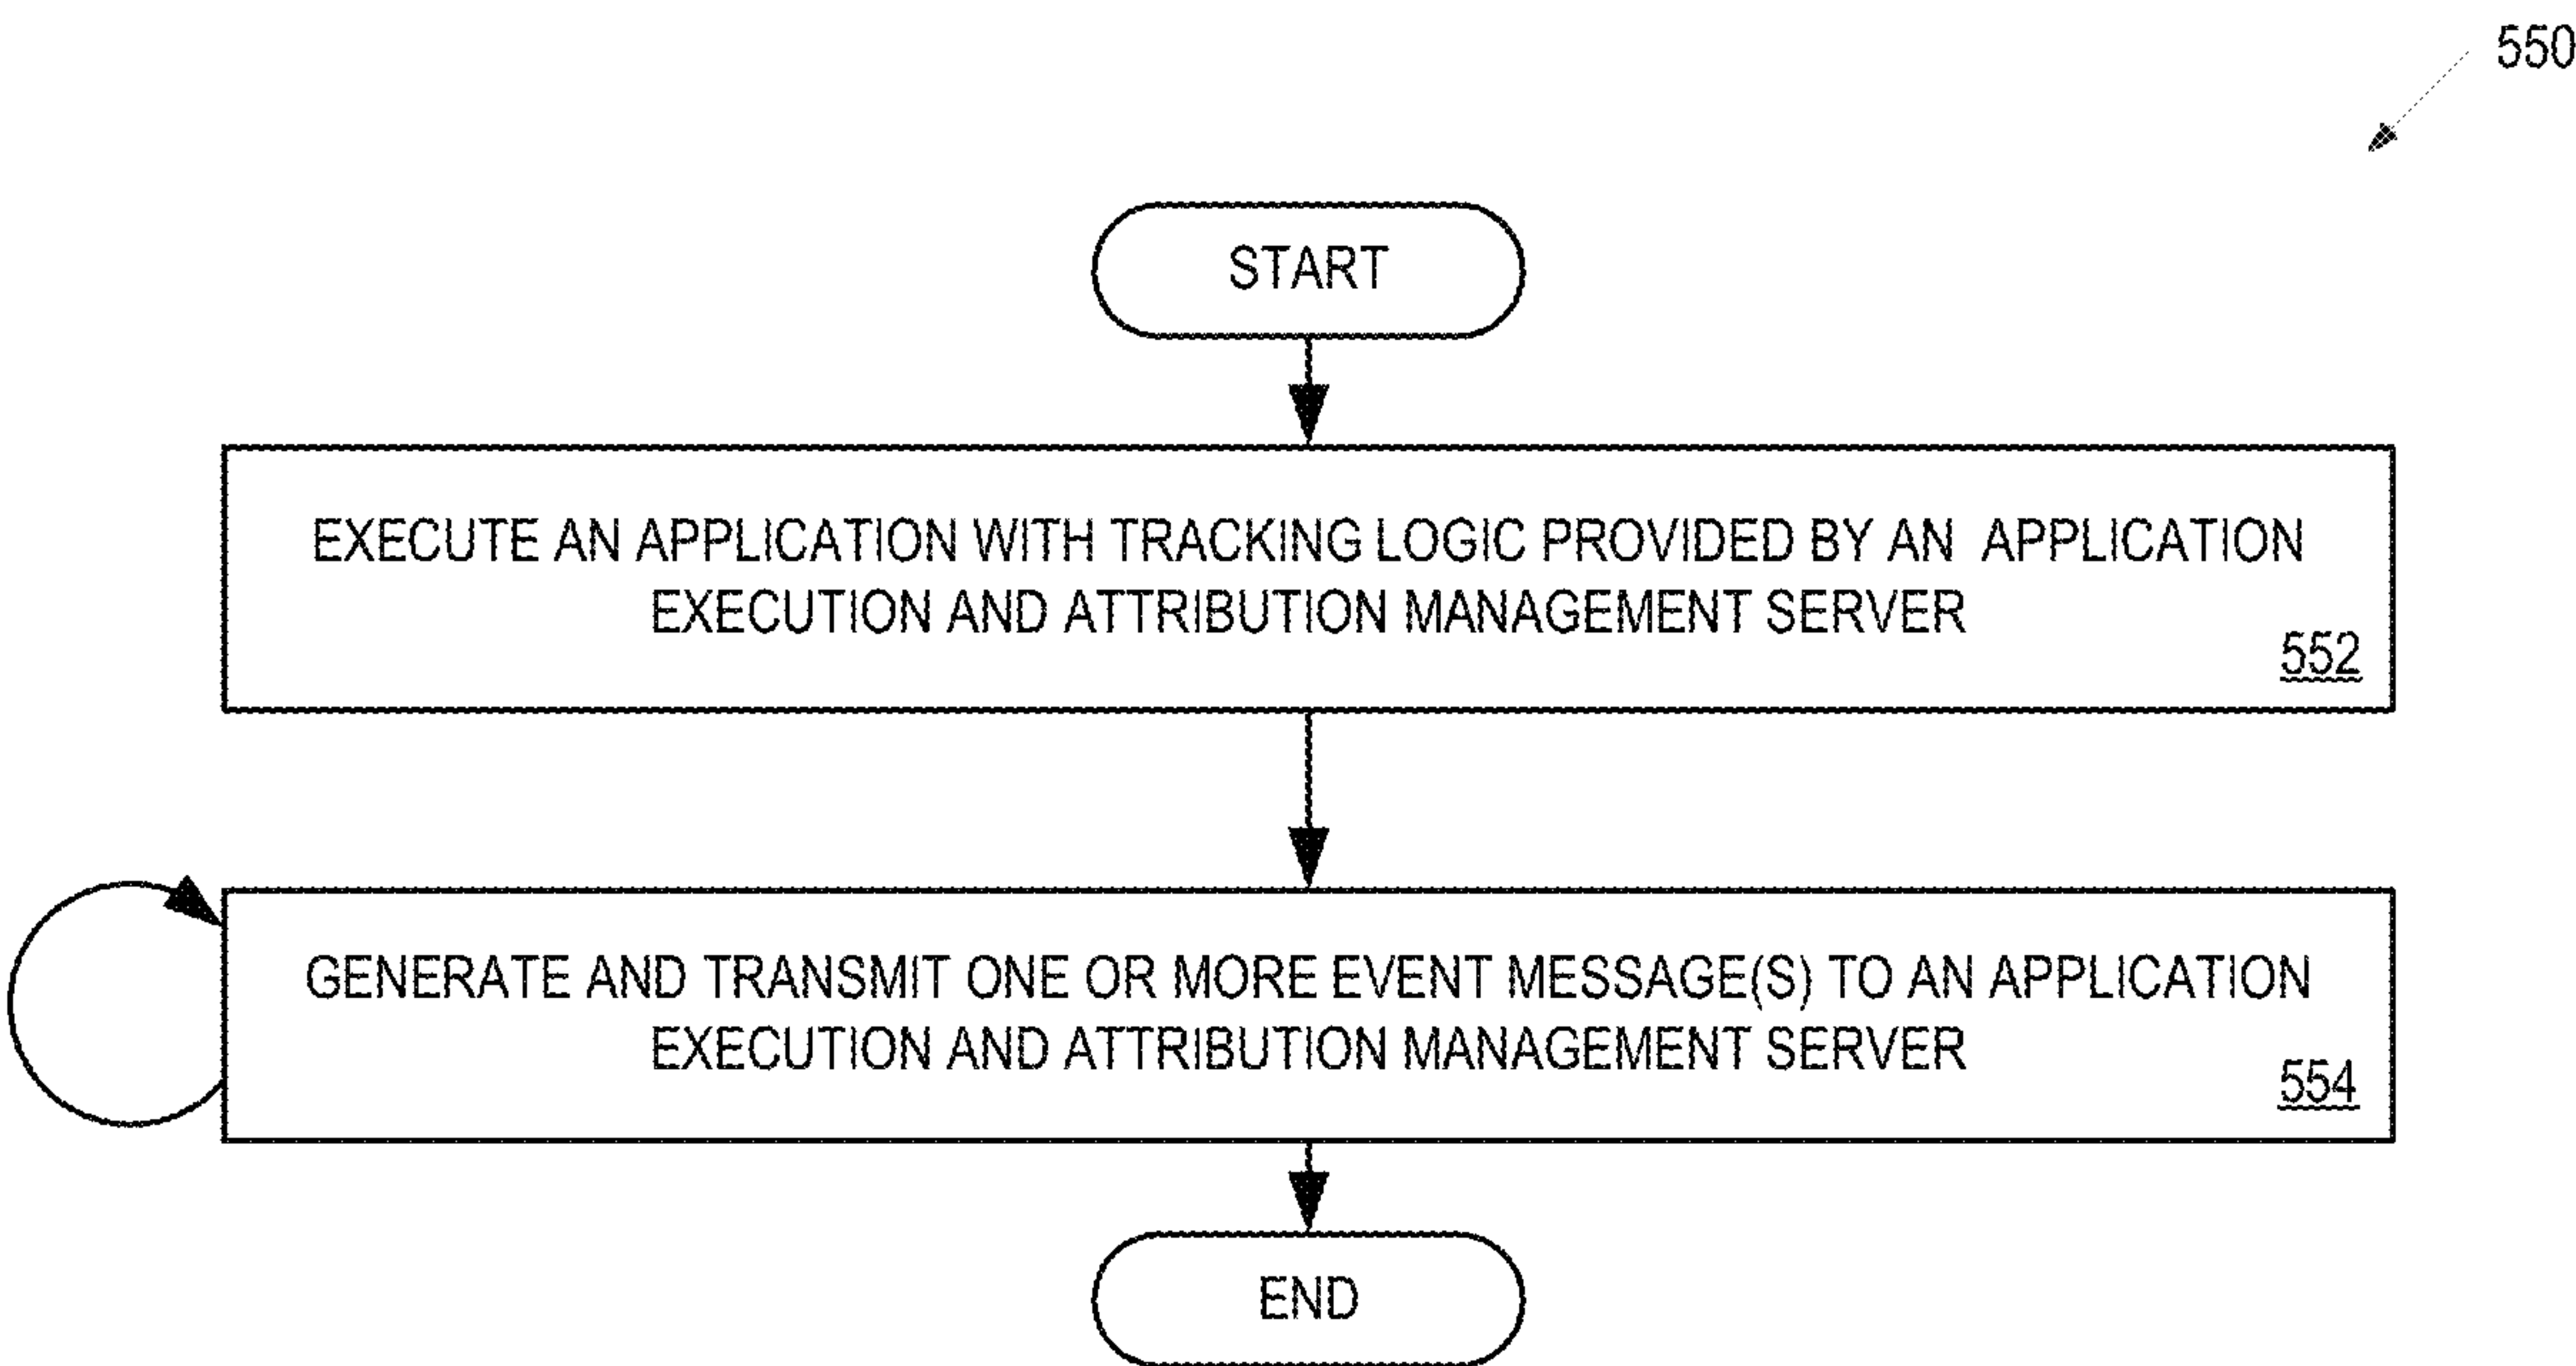 550
START
EXECUTE AN APPLICATION WITH TRACKING LOGIC PROVIDED BY AN APPLICATION
EXECUTION AND ATTRIBUTION MANAGEMENT SERVER
552
GENERATE AND TRANSMIT ONE OR MORE EVENT MESSAGE(S) TO AN APPLICATION
EXECUTION AND ATTRIBUTION MANAGEMENT SERVER
554
END